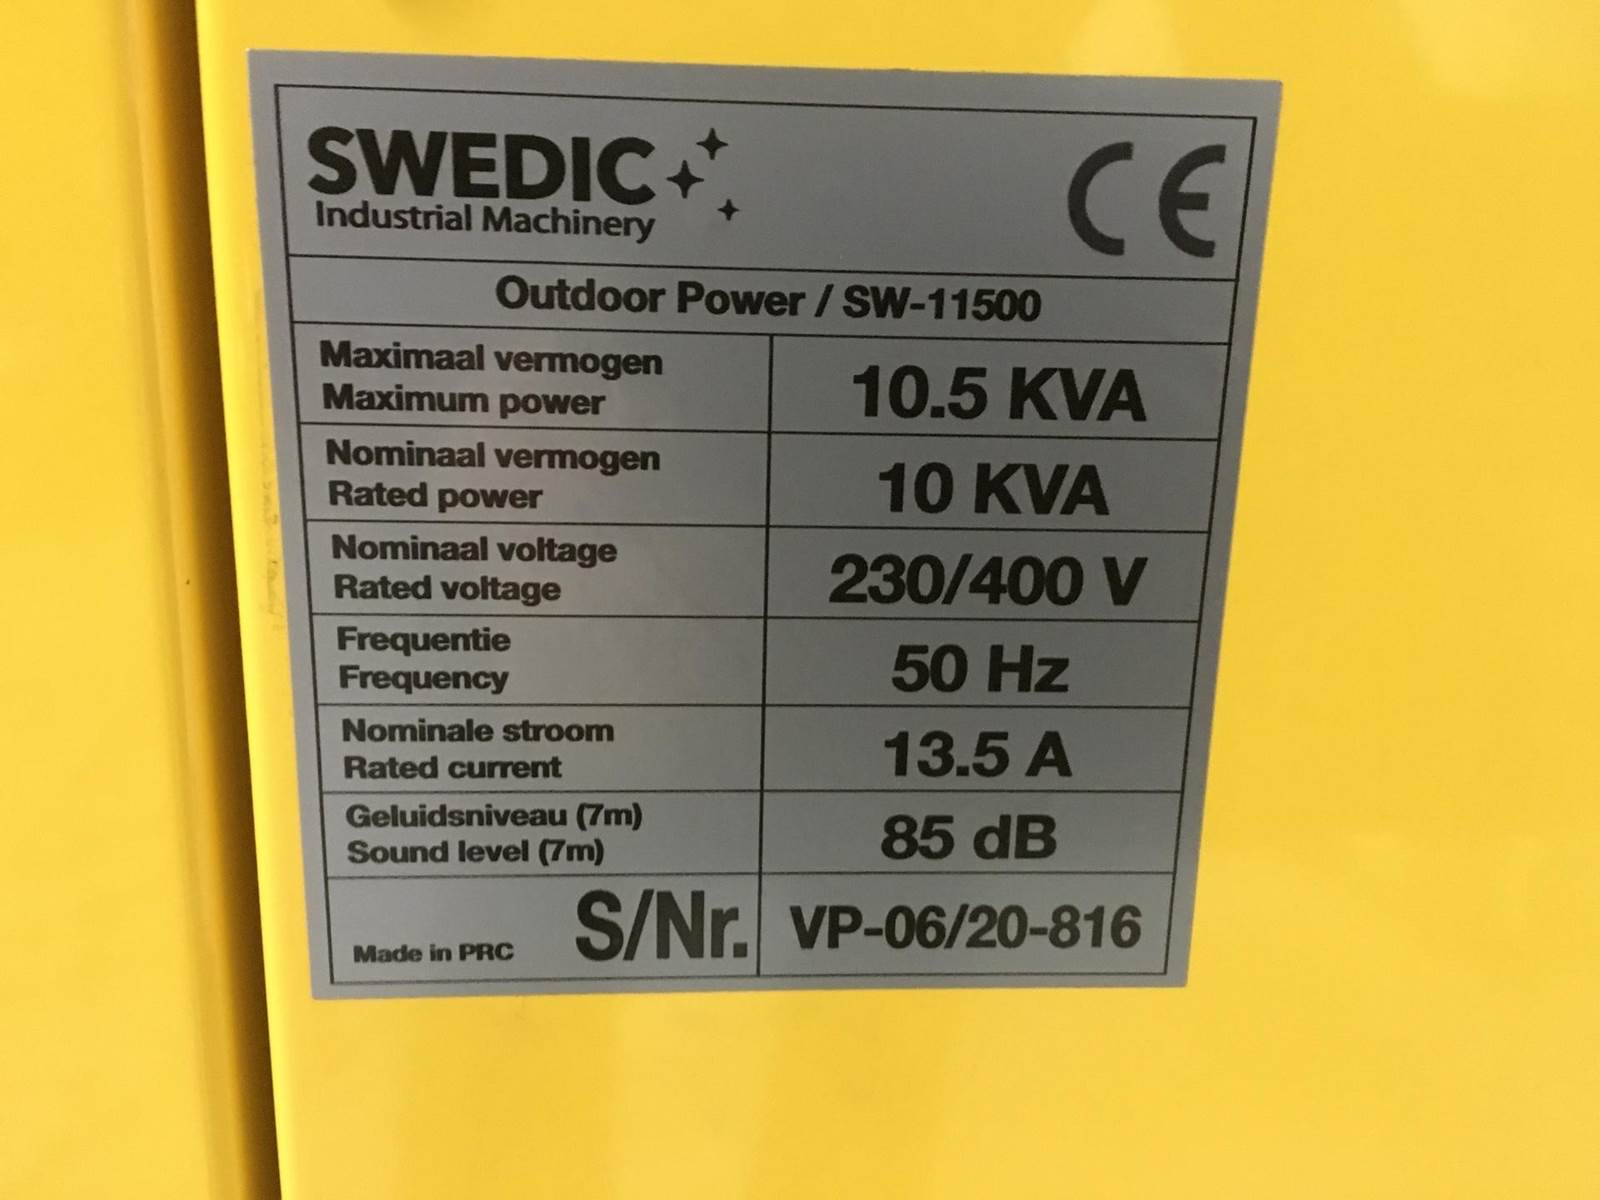 SWEDIC
Industrial Machinery
CE
Outdoor Power / SW-11500
Maximaal vermogen
Maximum power
10.5 KVA
Nominaal vermogen
Rated power
10 KVA
Nominaal voltage
Rated voltage
230/400 V
Frequentie
Frequency
50 Hz
Nominale stroom
Rated current
13.5 A
Geluidsniveau (7m)
Sound level (7m)
85 dB
Made in PRC
S/Nr.
VP-06/20-816